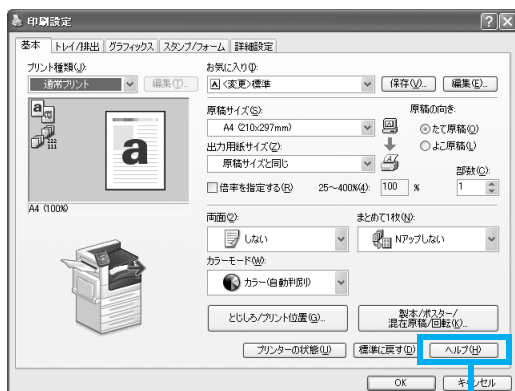 印刷設定
基本 トレイ/排出 グラフィックス スタンプ/フォーム 詳細設定
プリント種類(J): お気に入り(I):
通常プリント 編集(T)... <変更>標準 保存(V)... 編集(E)...
原稿サイズ(S): 原稿の向き:
A4 (210x297mm) たて原稿(O)
出力用紙サイズ(Z): よこ原稿(L)
原稿サイズと同じ 部数(C):
倍率を指定する(R) 25～400%(4): 100 % 1
A4 (100%)
両面(2): まとめて1枚(N):
しない Nアップしない
カラーモード(W):
カラー(自動判別)
とじしろ/プリント位置(G)... 製本/ポスター/
混在原稿/回転(K)...
プリンターの状態(U) 標準に戻す(D) ヘルプ(H)
OK キャンセル